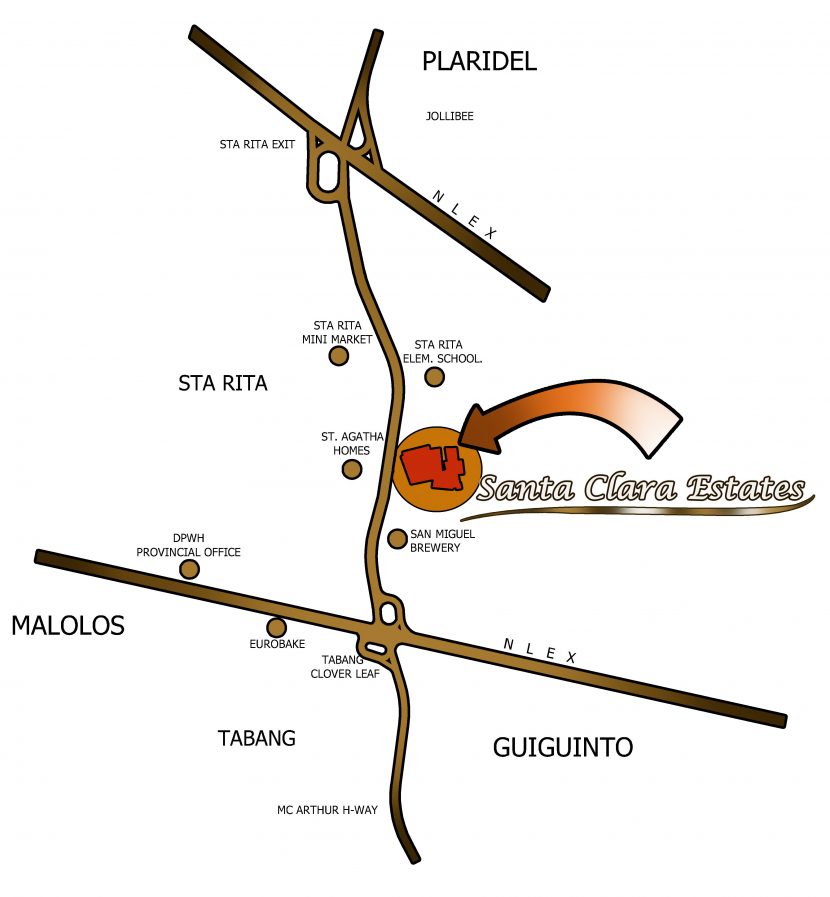 PLARIDEL
JOLLIBEE
STA RITA EXIT
N L E X
STA RITA
MINI MARKET
STA RITA
ELEM. SCHOOL.
STA RITA
ST. AGATHA
HOMES
Santa Clara Estates
SAN MIGUEL
BREWERY
DPWH
PROVINCIAL OFFICE
MALOLOS
EUROBAKE
N L E X
TABANG
CLOVER LEAF
TABANG
GUIGUINTO
MC ARTHUR H-WAY